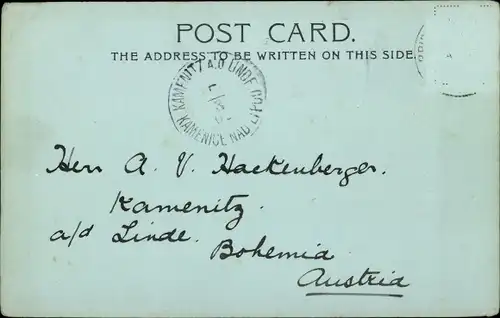 POST CARD.
THE ADDRESS TO BE WRITTEN ON THIS SIDE
KAMENITZ A.D. LINDE
KAMENICE NAD LIPOU
Herr A. V. Hackenberger.
Kamenitz.
a/d Linde.
Bohemia
Austria